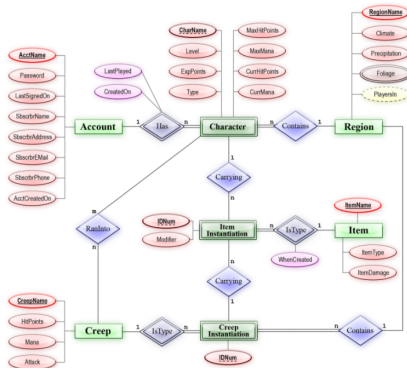 AcctName
Password
LastSignedOn
SbscrbrName
SbscrbrAddress
SbscrbrEMail
SbscrbrPhone
AcctCreatedOn
Account
LastPlayed
CreatedOn
1 Has n
CharName
Level
ExpPoints
Type
MaxHitPoints
MaxMana
CurrHitPoints
CurrMana
Character
n Contains 1
RegionName
Climate
Precipitation
Foliage
PlayersIn
Region
1
Carrying
n
m
RanInto
n
IDNum
Modifier
Item
Instantiation
n IsType 1
WhenCreated
ItemName
Item
ItemType
ItemDamage
n
Carrying
1
CreepName
HitPoints
Mana
Attack
Creep
1 IsType n
Creep
Instantiation
IDNum
n Contains 1